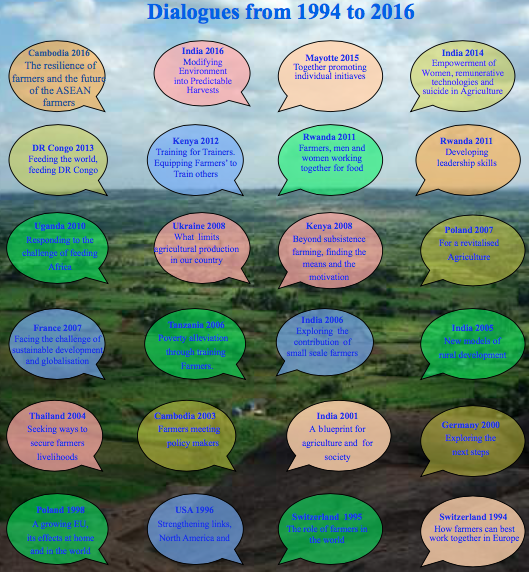 Dialogues from 1994 to 2016
Cambodia 2016
The resilience of
farmers and the future
of the ASEAN
farmers
India 2016
Modifying
Environment
into Predictable
Harvests
Mayotte 2015
Together promoting
individual initiaves
India 2014
Empowerment of
Women, remunerative
technologies and
suicide in Agriculture
DR Congo 2013
Feeding the world,
feeding DR Congo
Kenya 2012
Training for Trainers.
Equipping Farmers' to
Train others
Rwanda 2011
Farmers, men and
women working
together for food
Rwanda 2011
Developing
leadership skills
Uganda 2010
Responding to the
challenge of feeding
Africa
Ukraine 2008
What limits
agricultural production
in our country
Kenya 2008
Beyond subsistence
farming, finding the
means and the
motivation
Poland 2007
For a revitalised
Agriculture
France 2007
Facing the challenge of
sustainable development
and globalisation
Tanzania 2006
Poverty alleviation
through training
Farmers.
India 2006
Exploring the
contribution of
small scale farmers
India 2005
New models of
rural development
Thailand 2004
Seeking ways to
secure farmers
livelihoods
Cambodia 2003
Farmers meeting
policy makers
India 2001
A blueprint for
agriculture and for
society
Germany 2000
Exploring the
next steps
Poland 1998
A growing EU,
its effects at home
and in the world
USA 1996
Strengthening links,
North America and
Switzerland 1995
The role of farmers in
the world
Switzerland 1994
How farmers can best
work together in Europe